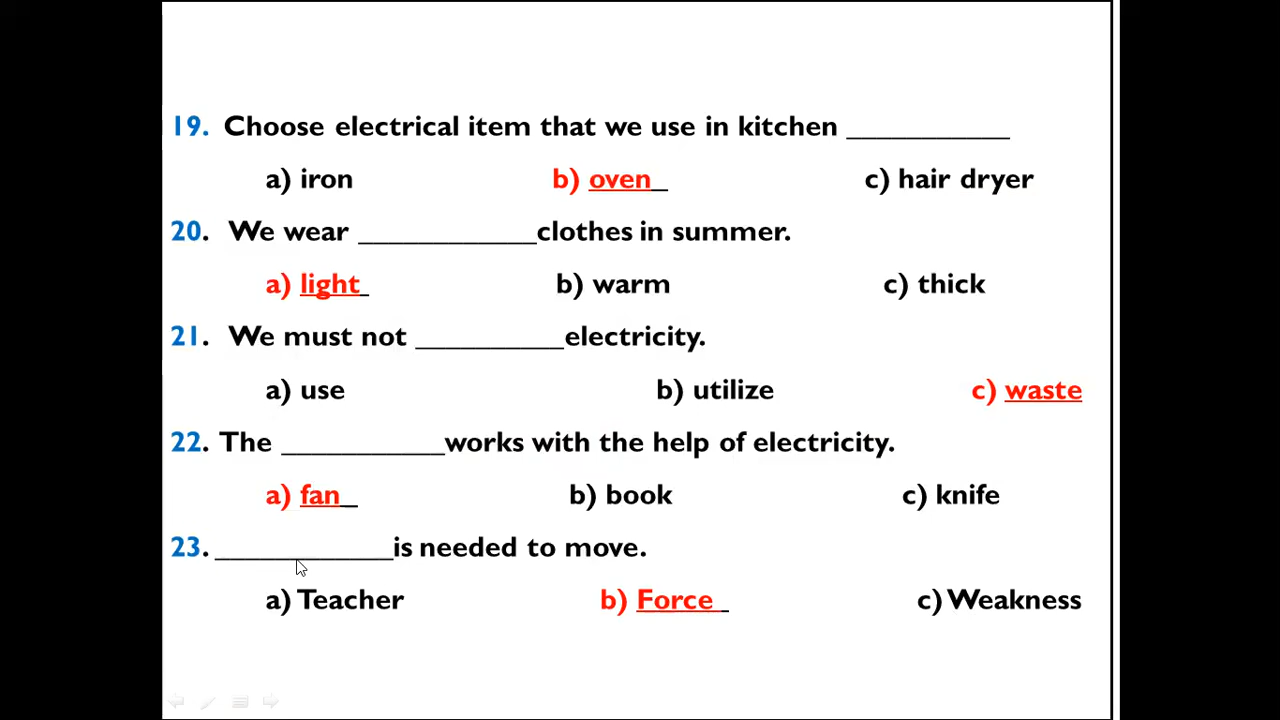 19. Choose electrical item that we use in kitchen ___________
a) iron b) oven_ c) hair dryer
20. We wear ____________clothes in summer.
a) light_ b) warm c) thick
21. We must not __________electricity.
a) use b) utilize c) waste
22. The ___________works with the help of electricity.
a) fan_ b) book c) knife
23. ____________is needed to move.
a) Teacher b) Force _ c) Weakness